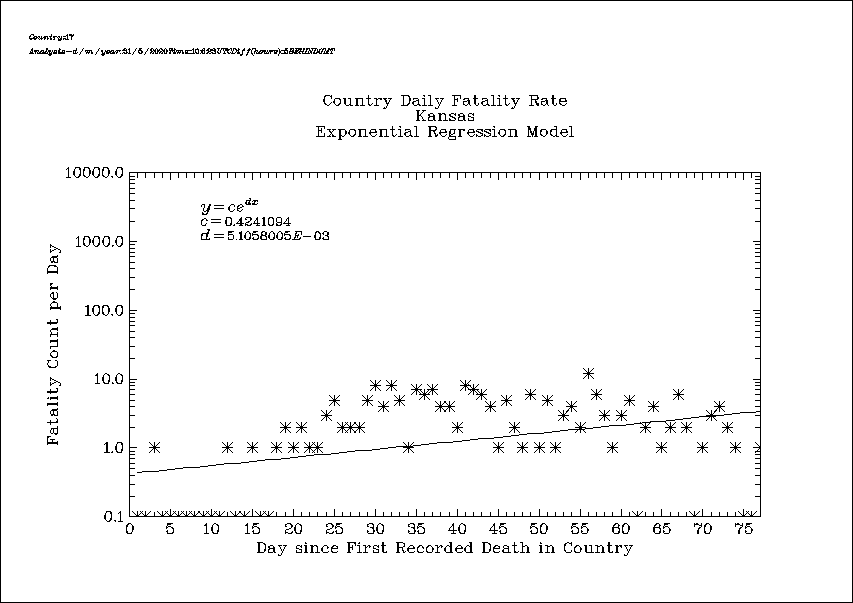 Country:17
Country Daily Fatality Rate
Kansas
Exponential Regression Model
10000.0
y=ce^dx
c=0.4241094
d=5.1058005E-03
1000.0
100.0
10.0
1.0
0.1
Fatality Count per Day
0 5 10 15 20 25 30 35 40 45 50 55 60 65 70 75
Day since First Recorded Death in Country